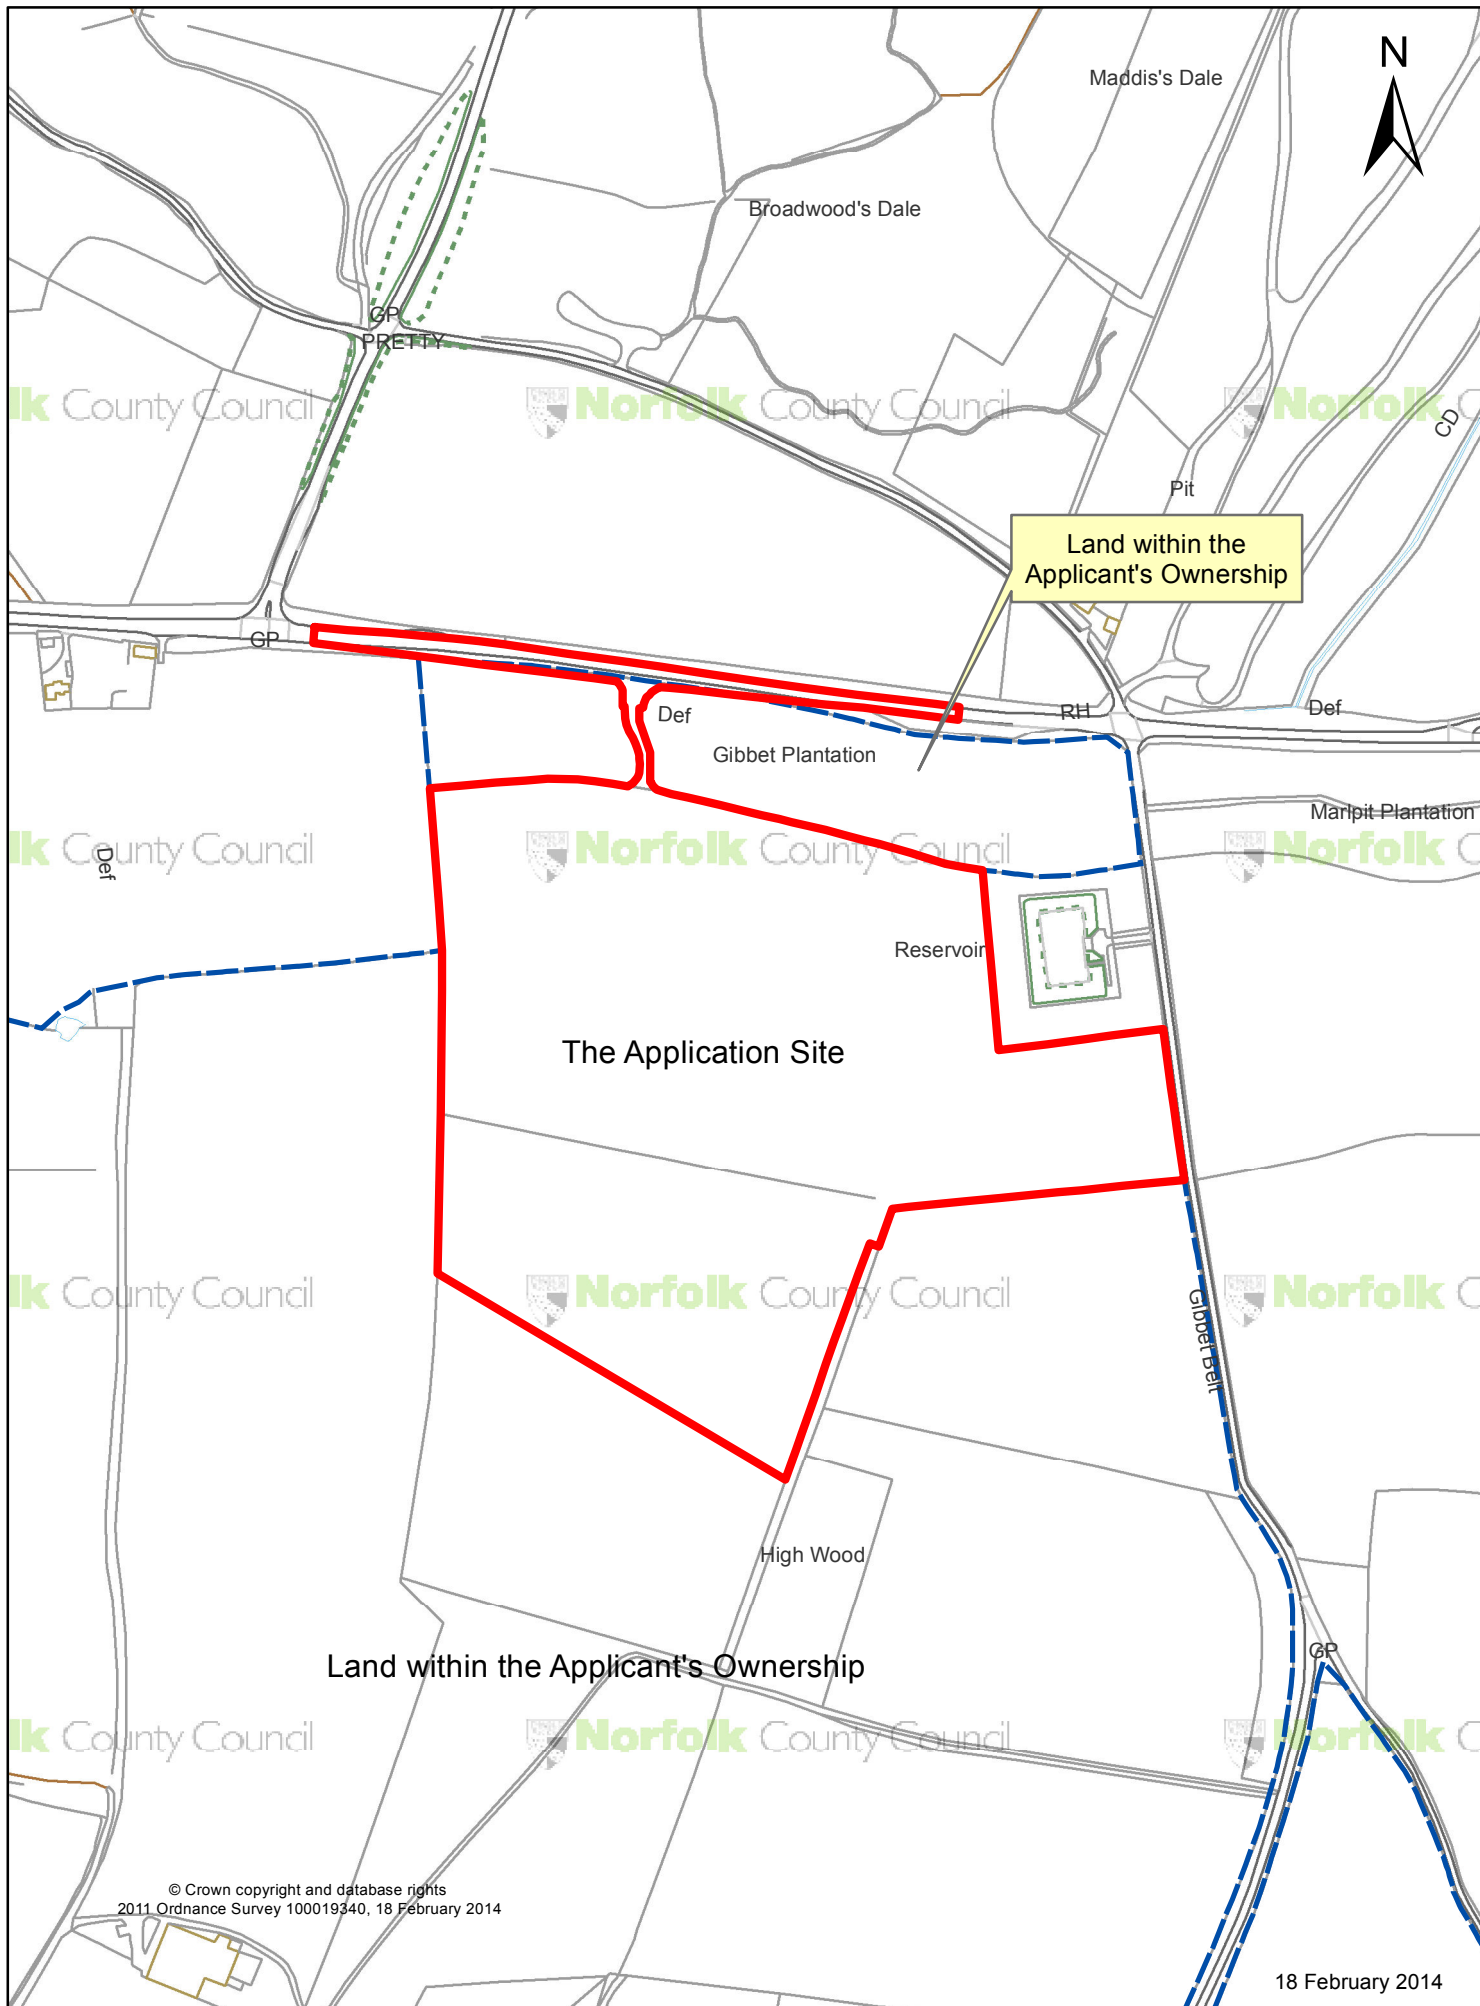 N
Maddis's Dale
Broadwood's Dale
GP
PRETTY
lk County Council
Norfolk County Council
Norfolk C
CD
Pit
Land within the
Applicant's Ownership
GP
Def
RH
Def
Gibbet Plantation
Marlpit Plantation
lk County Council
Norfolk County Council
Norfolk C
Def
Reservoir
The Application Site
lk County Council
Norfolk County Council
Norfolk C
Gibbet Belt
High Wood
GP
Land within the Applicant's Ownership
lk County Council
Norfolk County Council
Norfolk C
© Crown copyright and database rights
2011 Ordnance Survey 100019340, 18 February 2014
18 February 2014